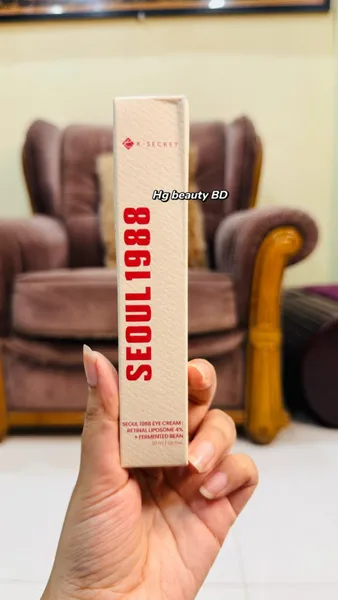 K-SECRET
Hg beauty BD
SEOUL1988
SEOUL 1988 EYE CREAM :
RETINAL LIPOSOME 4%
+ FERMENTED BEAN